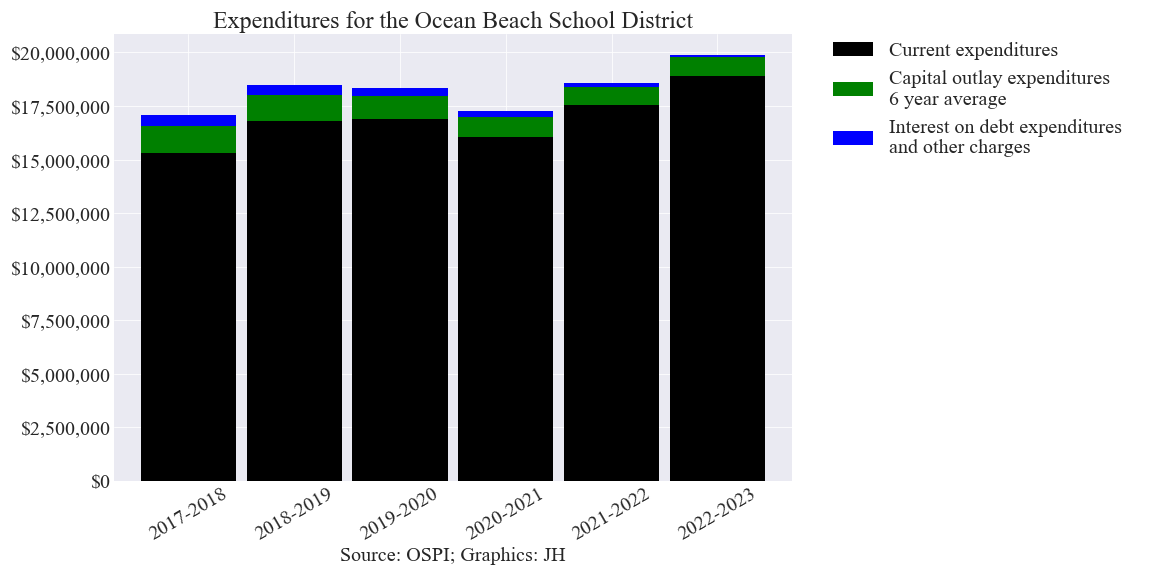 Expenditures for the Ocean Beach School District
$20,000,000
$17,500,000
$15,000,000
$12,500,000
$10,000,000
$7,500,000
$5,000,000
$2,500,000
$0
2017-2018
2018-2019
2019-2020
2020-2021
2021-2022
2022-2023
Source: OSPI; Graphics: JH
Current expenditures
Capital outlay expenditures
6 year average
Interest on debt expenditures
and other charges